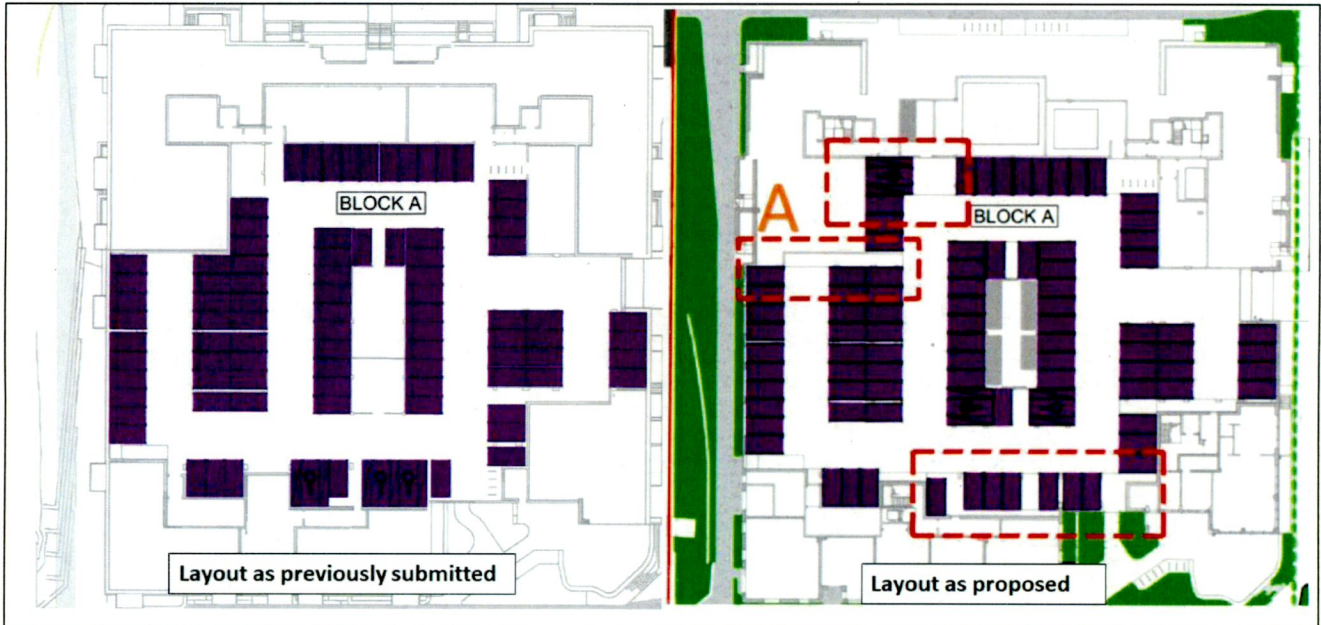 BLOCK A
Layout as previously submitted
A
BLOCK A
Layout as proposed